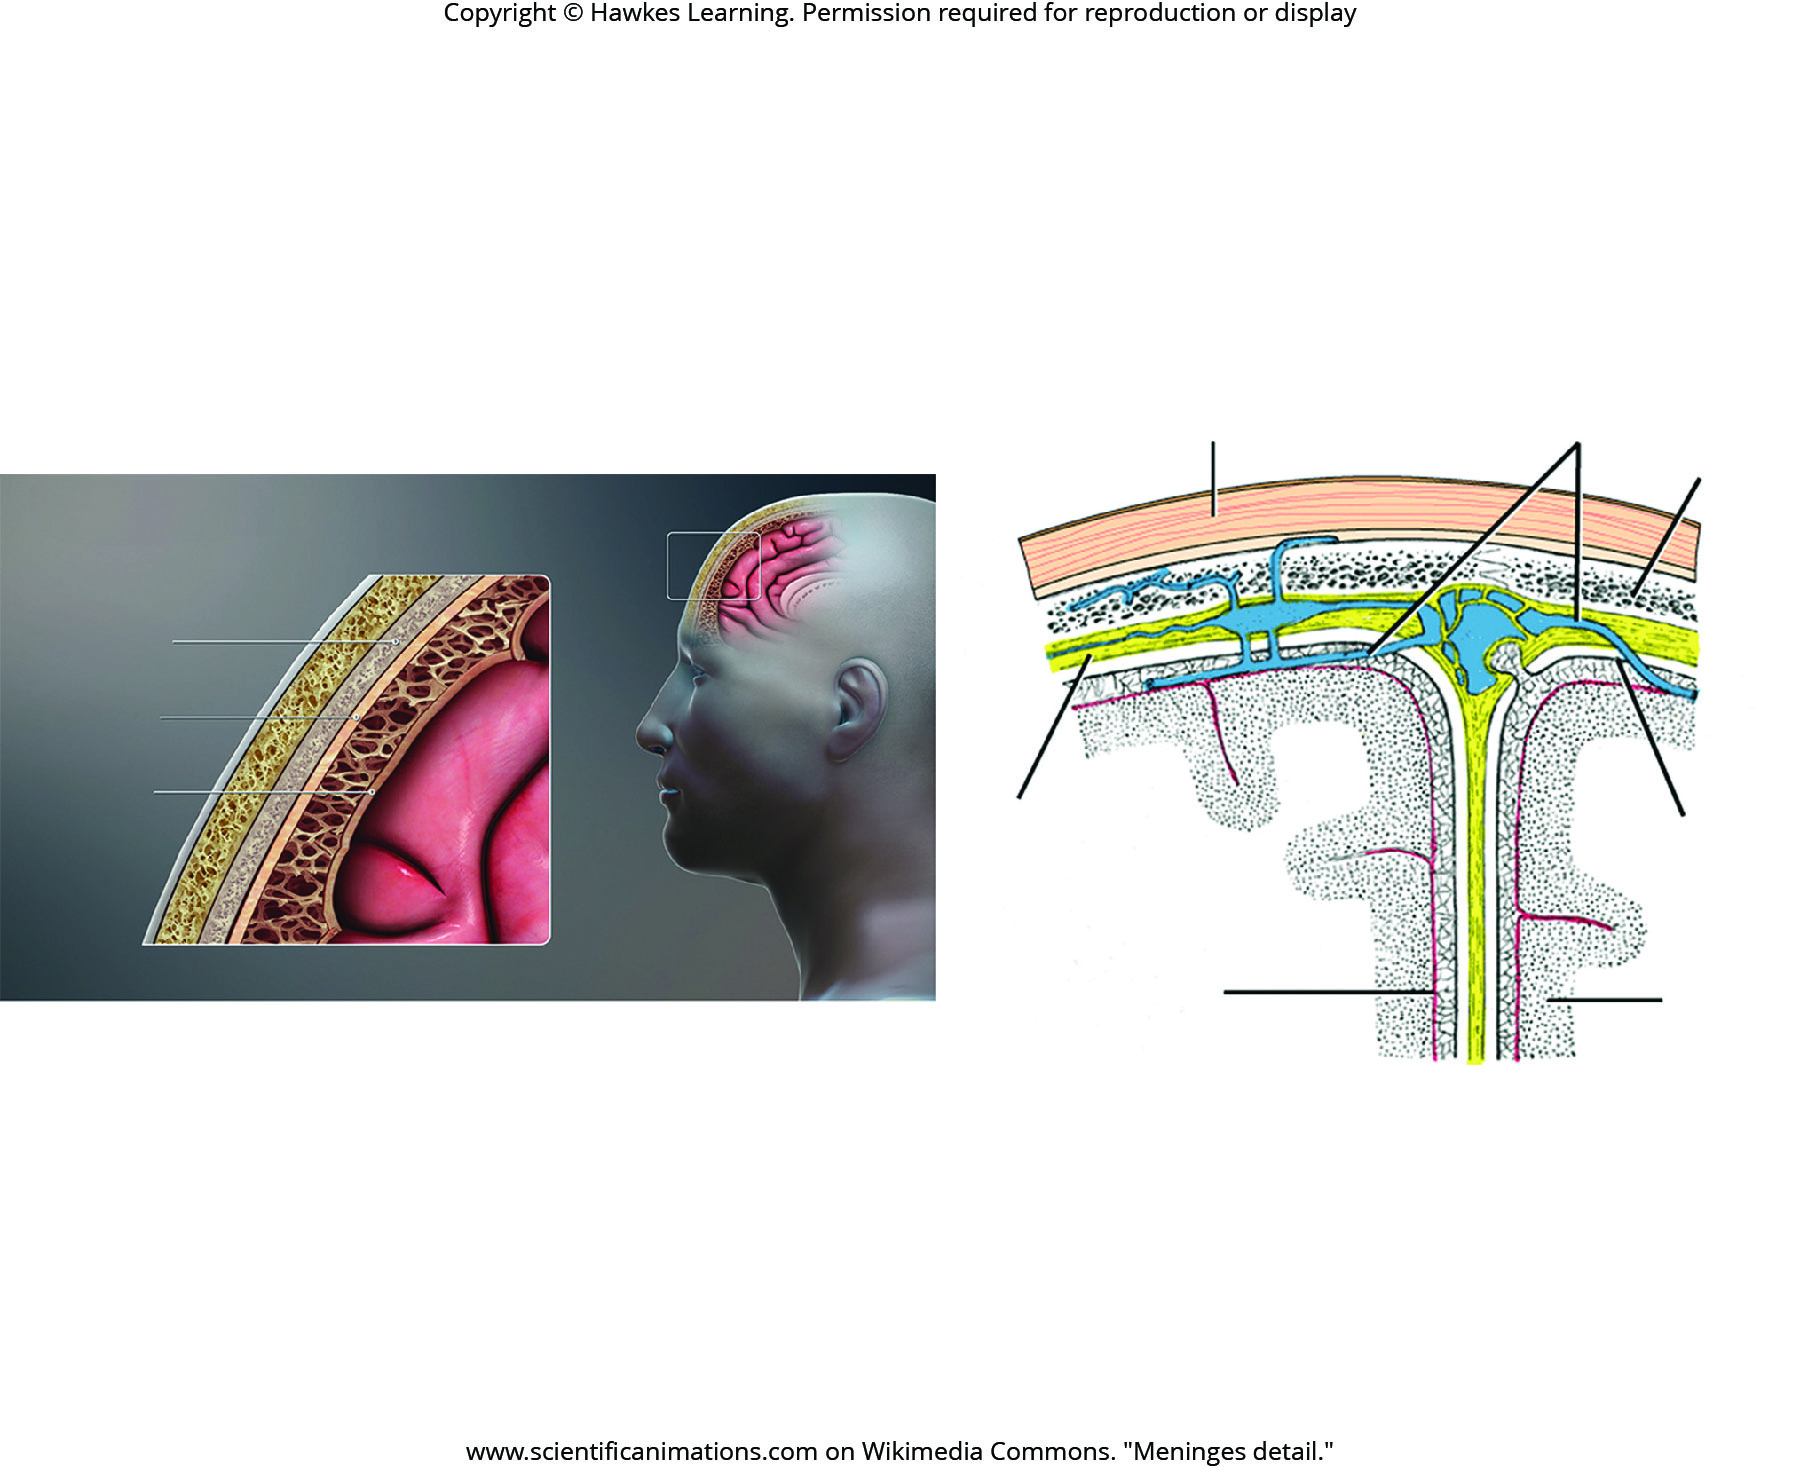 Copyright © Hawkes Learning. Permission required for reproduction or display
www.scientificanimations.com on Wikimedia Commons. "Meninges detail."